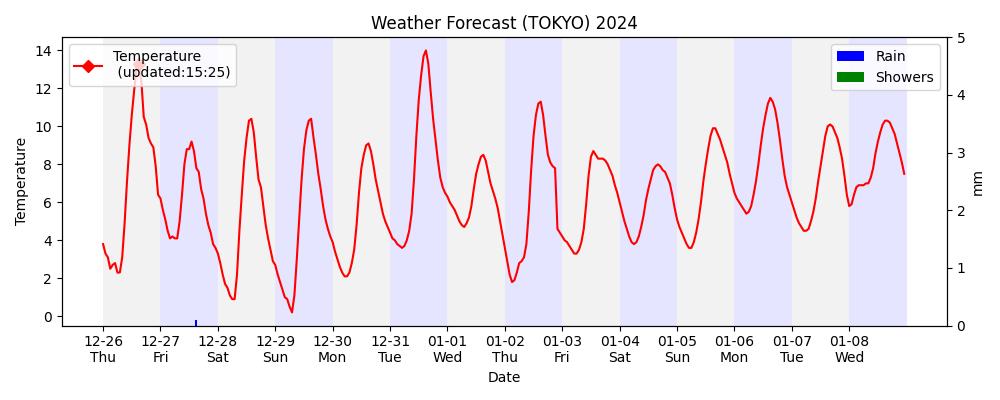 Weather Forecast (TOKYO) 2024
Temperature
(updated:15:25)
Rain
Showers
Temperature
14
12
10
8
6
4
2
0
5
4
3
2
1
0
mm
12-26 12-27 12-28 12-29 12-30 12-31 01-01 01-02 01-03 01-04 01-05 01-06 01-07 01-08
Thu Fri Sat Sun Mon Tue Wed Thu Fri Sat Sun Mon Tue Wed
Date